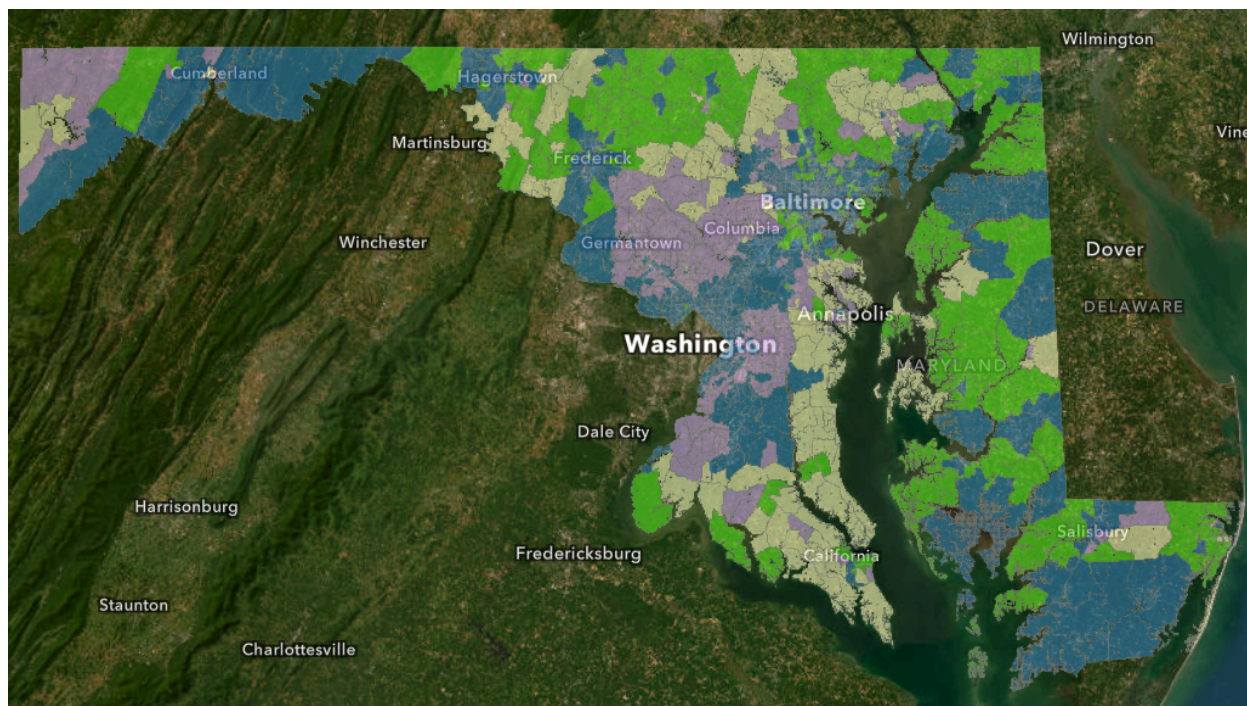 Wilmington
Cumberland
Hagerstown
Vine
Martinsburg
Frederick
Baltimore
Columbia
Winchester
Germantown
Dover
DELAWARE
Annapolis
Washington
MARYLAND
Dale City
Harrisonburg
Salisbury
Fredericksburg
California
Staunton
Charlottesville